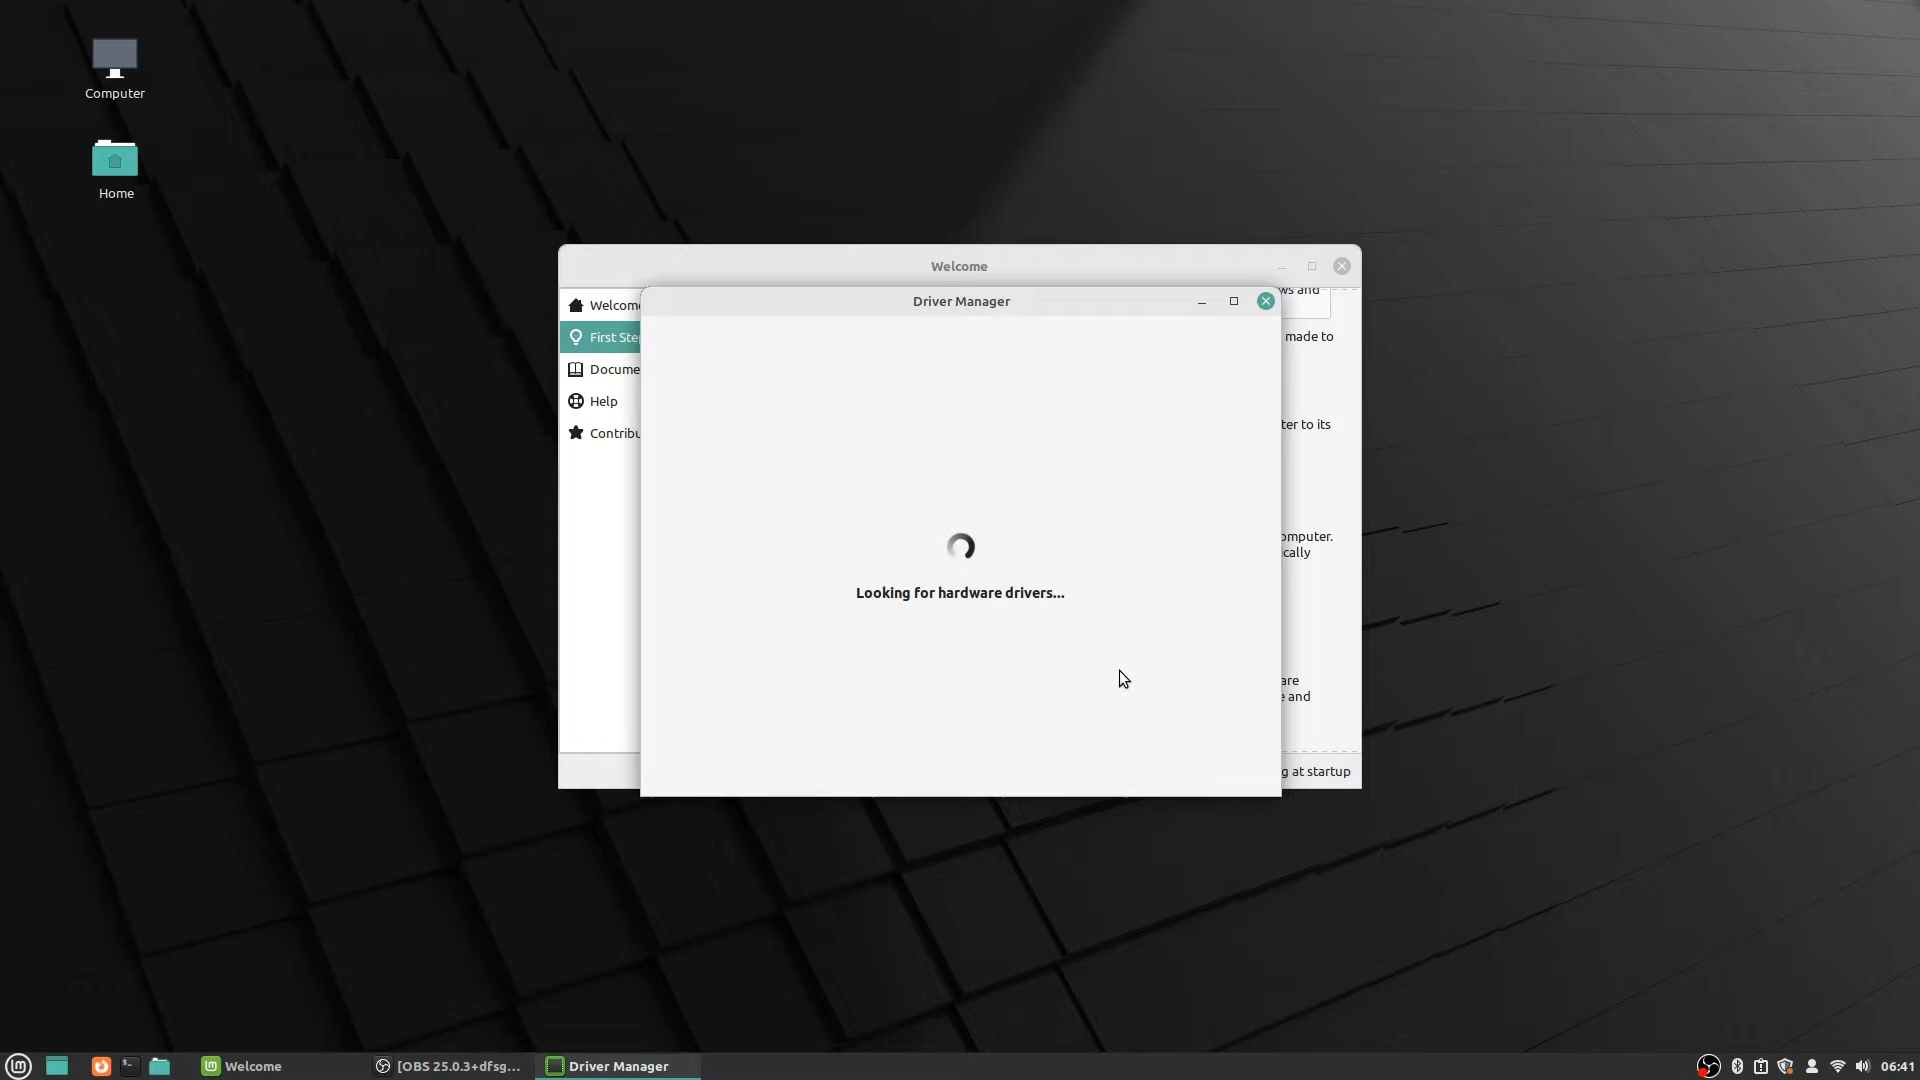 Computer
Home
Welcome
Driver Manager
Welcome
ws and
First Ste
made to
Docume
Help
ter to its
Contribu
omputer.
cally
Looking for hardware drivers...
are
e and
g at startup
Welcome
[OBS 25.0.3+dfsg...
Driver Manager
06:41